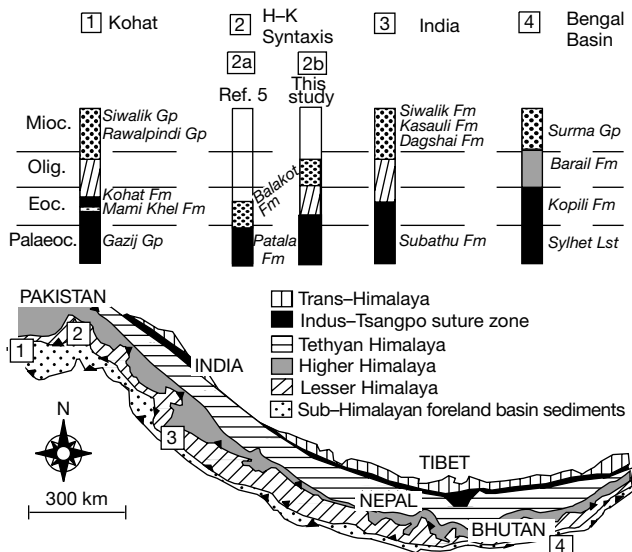 1 Kohat
2 H–K Syntaxis
3 India
4 Bengal Basin
2a
2b
Ref. 5
This study
Mioc.
Olig.
Eoc.
Palaeoc.
Siwalik Gp
Rawalpindi Gp
Kohat Fm
Mami Khel Fm
Gazij Gp
Balakot Fm
Patala Fm
Siwalik Fm
Kasauli Fm
Dagshai Fm
Subathu Fm
Surma Gp
Barail Fm
Kopili Fm
Sylhet Lst
PAKISTAN
1
2
INDIA
3
N
300 km
Trans–Himalaya
Indus–Tsangpo suture zone
Tethyan Himalaya
Higher Himalaya
Lesser Himalaya
Sub–Himalayan foreland basin sediments
TIBET
NEPAL
BHUTAN
4